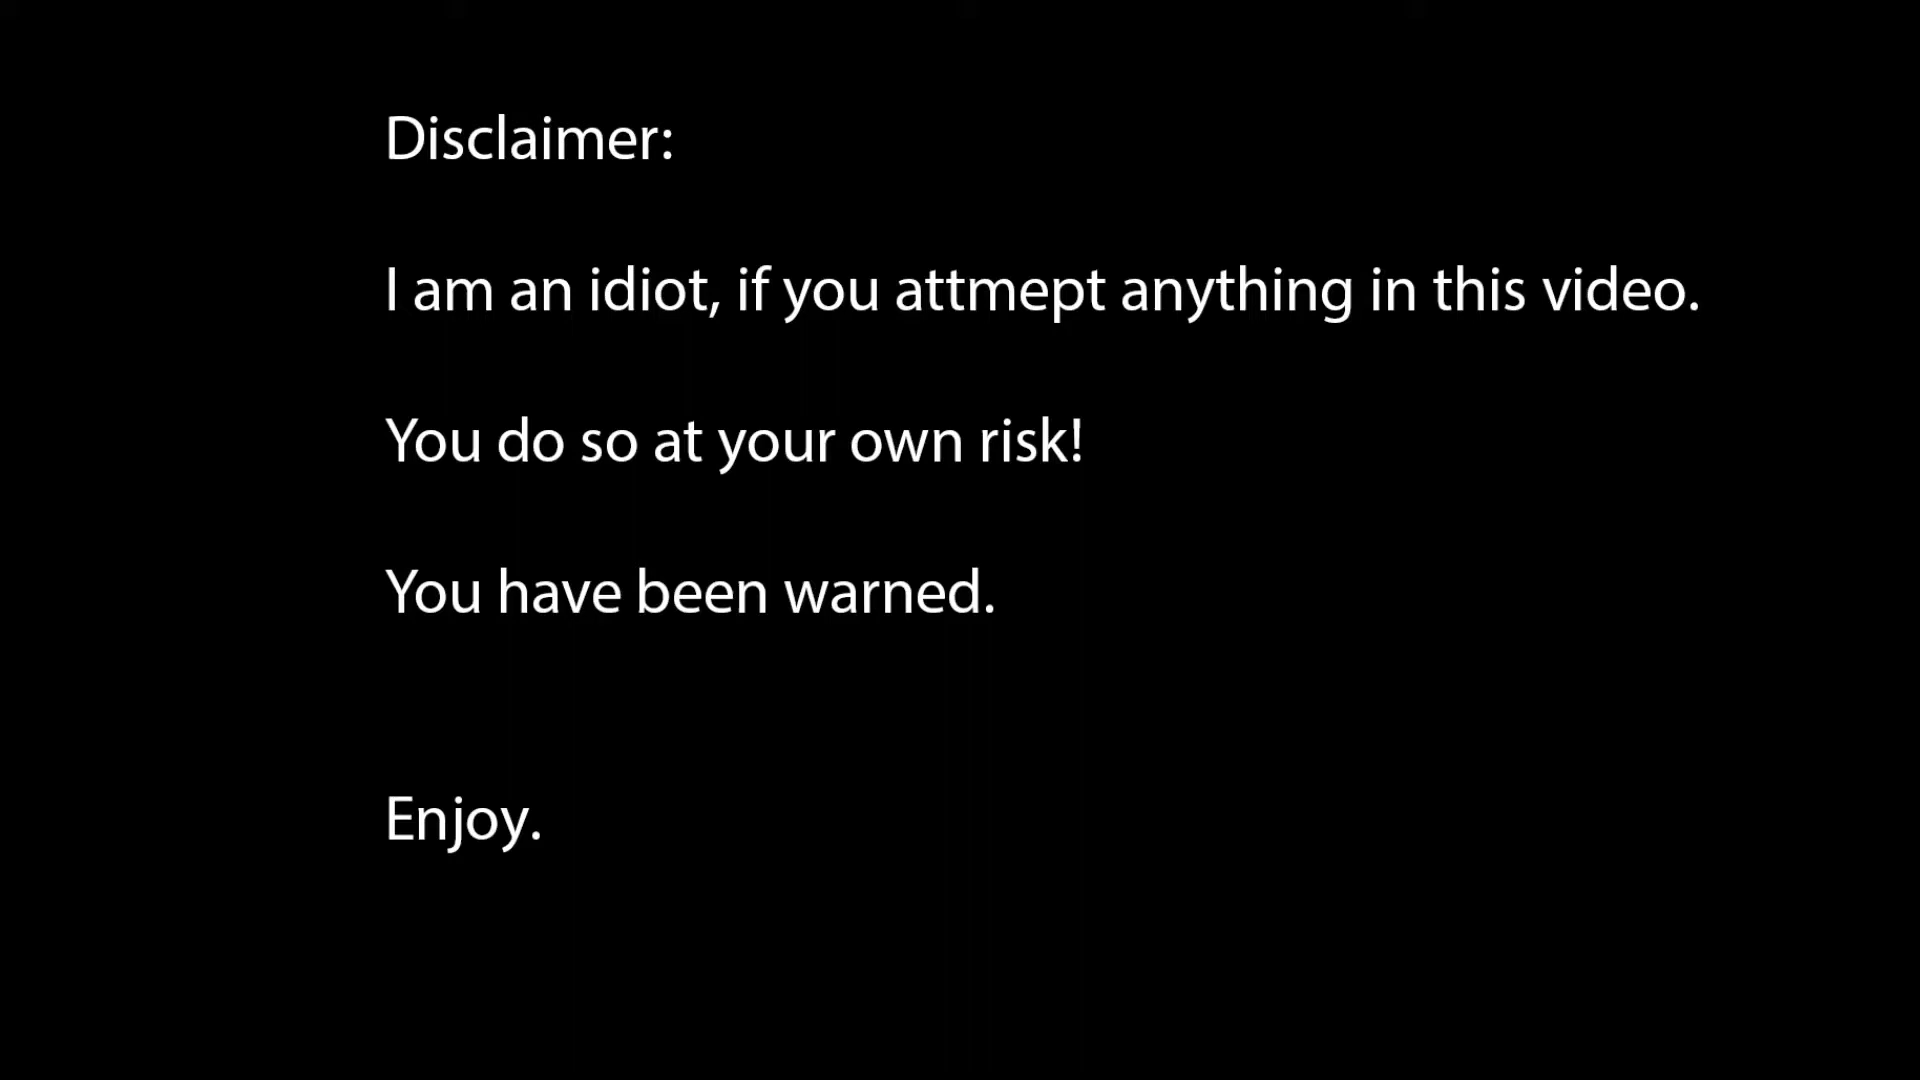 Disclaimer:
I am an idiot, if you attmept anything in this video.
You do so at your own risk!
You have been warned.
Enjoy.